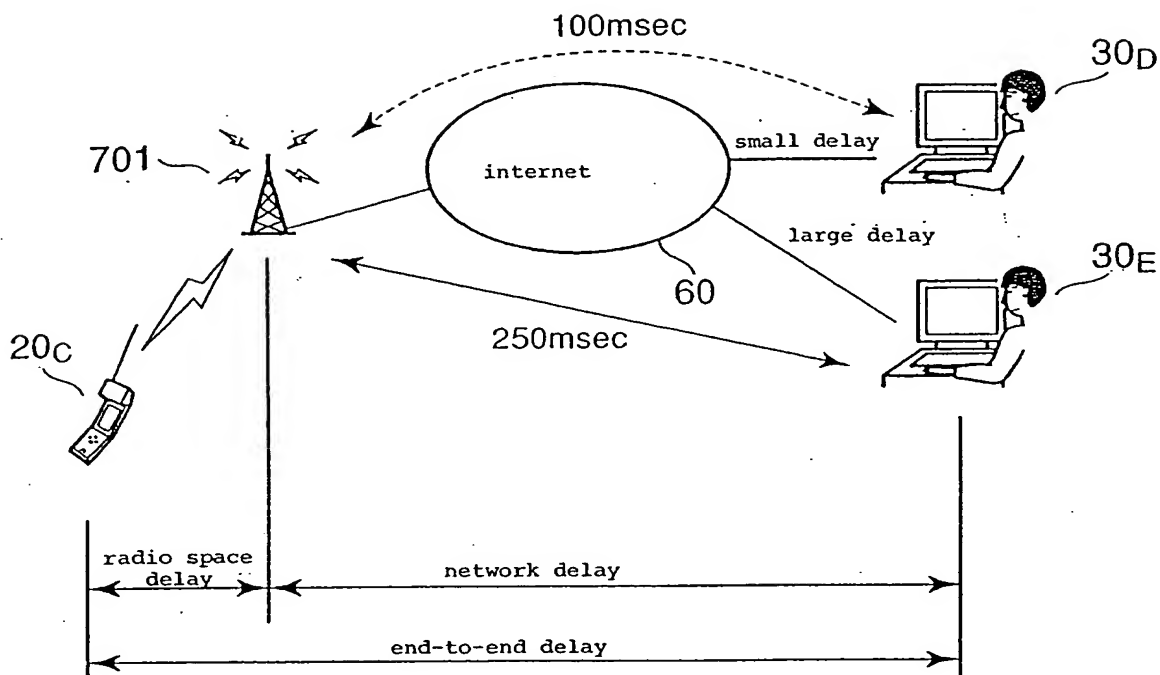 100msec
30D
701
small delay
internet
large delay
30E
60
250msec
20C
radio space
delay
network delay
end-to-end delay